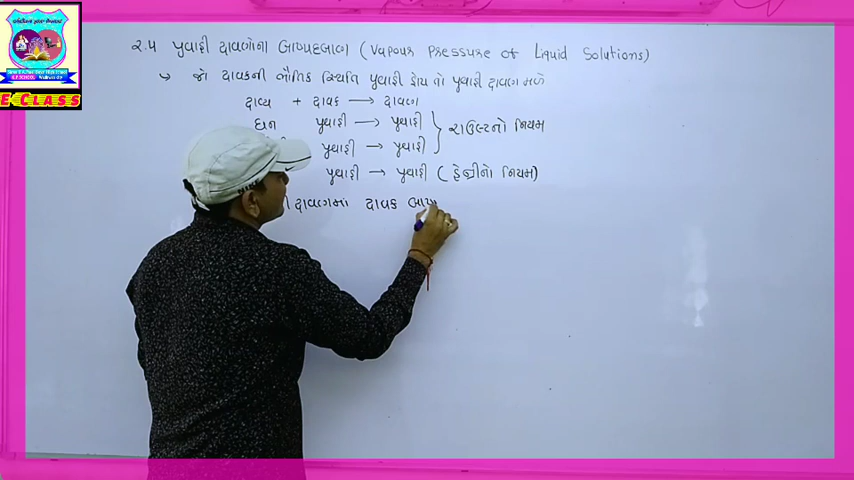 E CLASS
૨.૫ પ્રવાહી દ્રાવણોના બાષ્પદબાણ (Vapour Pressure of Liquid Solutions)
→ જો દ્રાવકની ભૌતિક સ્થિતિ પ્રવાહી હોય તો પ્રવાહી દ્રાવણ મળે
દ્રાવ્ય + દ્રાવક → દ્રાવણ
ઘન પ્રવાહી → પ્રવાહી } રાઉલ્ટનો નિયમ
પ્રવાહી → પ્રવાહી
પ્રવાહી → પ્રવાહી (હેન્રીનો નિયમ)
દ્રાવણમાં દ્રાવક
NIKE